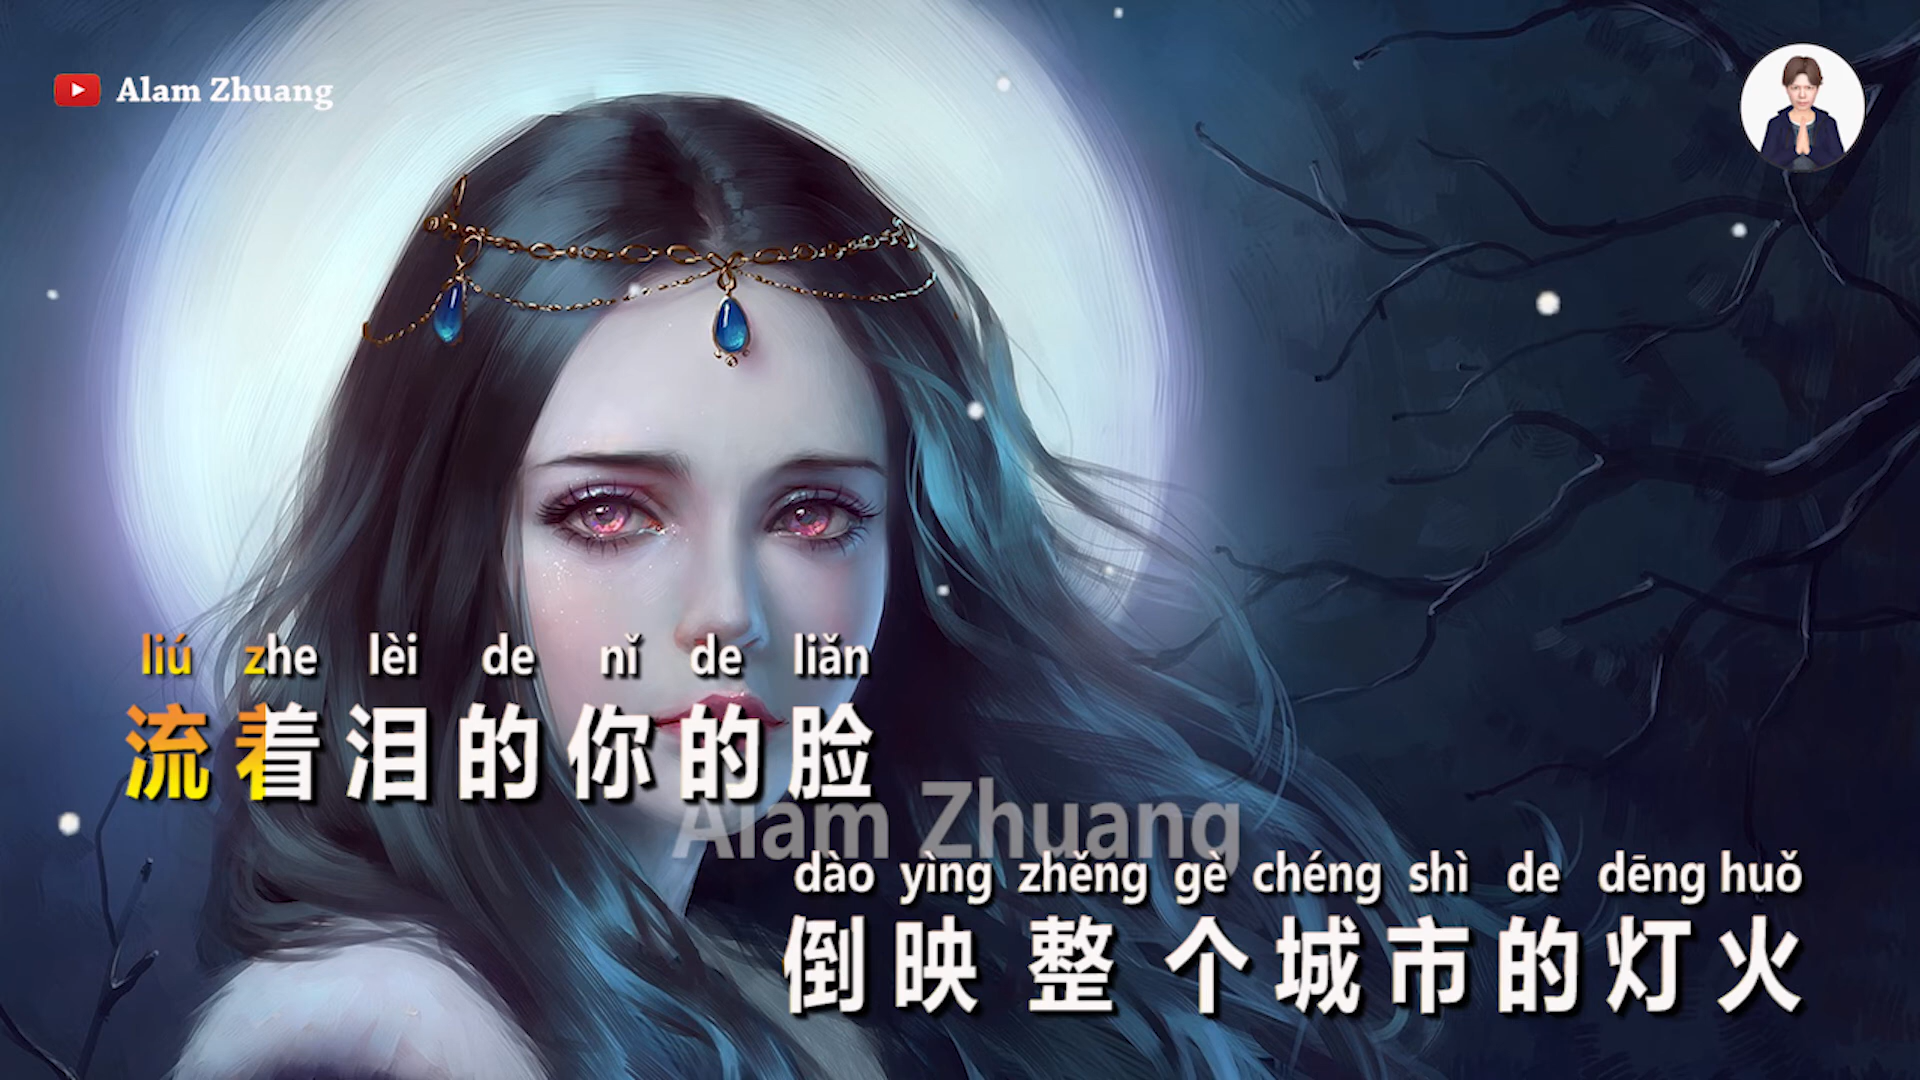 Alam Zhuang
liú zhe lèi de nǐ de liǎn
流着泪的你的脸
Alam Zhuang
dào yìng zhěng gè chéng shì de dēng huǒ
倒映整个城市的灯火